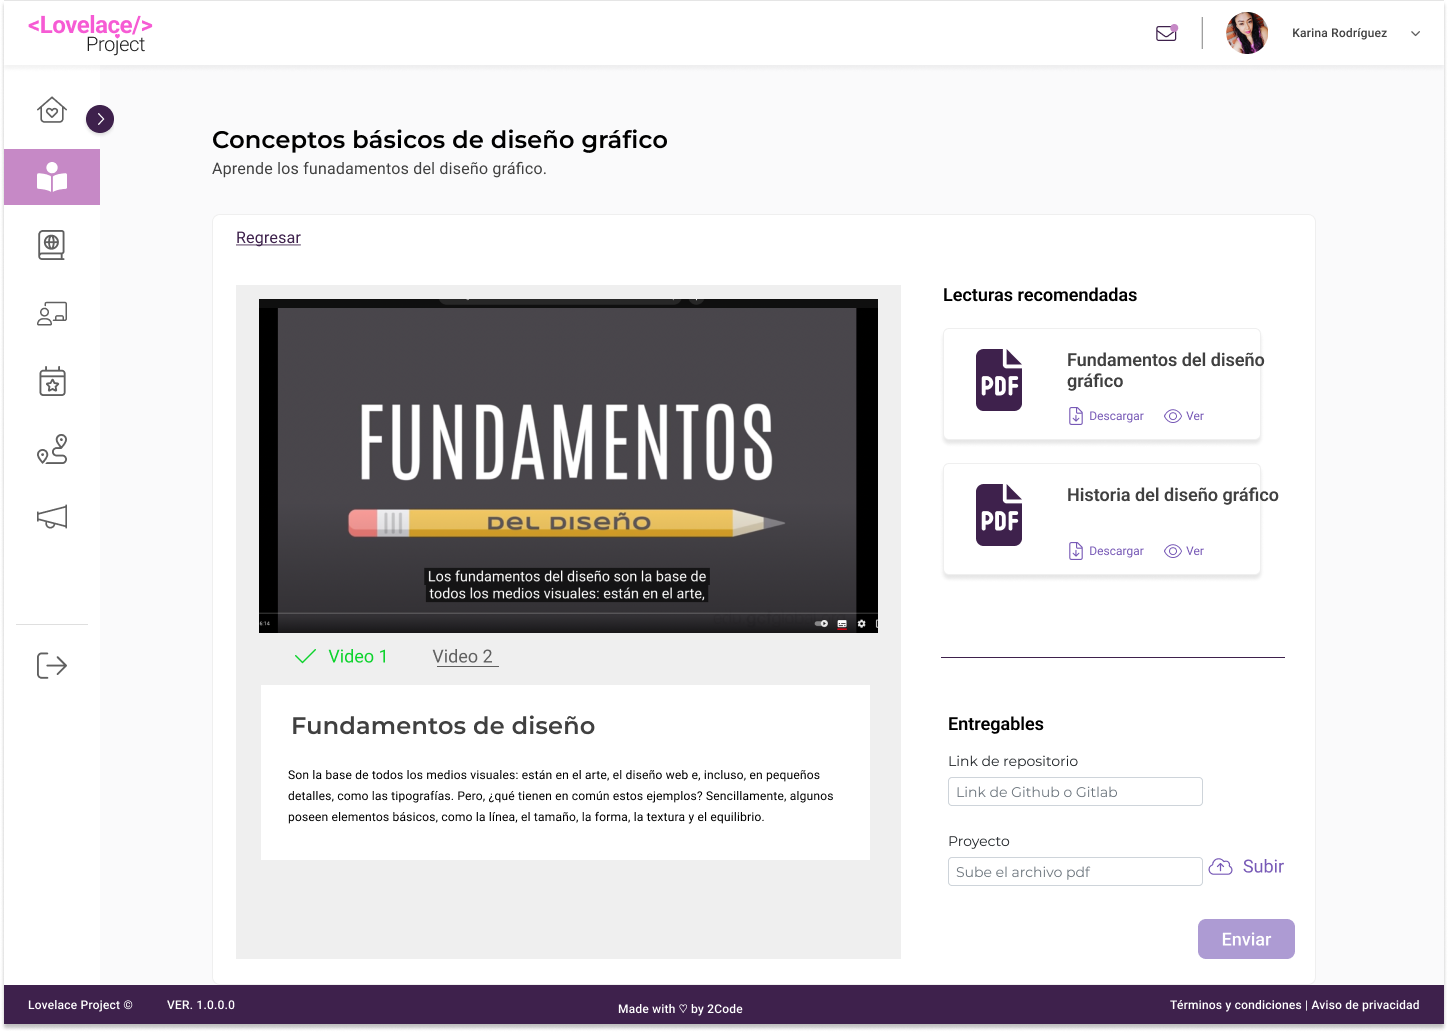 <Lovelace/>
Project
Karina Rodríguez
Conceptos básicos de diseño gráfico
Aprende los funadamentos del diseño gráfico.
Regresar
FUNDAMENTOS
DEL DISEÑO
Los fundamentos del diseño son la base de
todos los medios visuales: están en el arte,
6:14
Video 1
Video 2
Fundamentos de diseño
Son la base de todos los medios visuales: están en el arte, el diseño web e, incluso, en pequeños
detalles, como las tipografías. Pero, ¿qué tienen en común estos ejemplos? Sencillamente, algunos
poseen elementos básicos, como la línea, el tamaño, la forma, la textura y el equilibrio.
Lecturas recomendadas
PDF
Fundamentos del diseño
gráfico
Descargar
Ver
PDF
Historia del diseño gráfico
Descargar
Ver
Entregables
Link de repositorio
Link de Github o Gitlab
Proyecto
Sube el archivo pdf
Subir
Enviar
Lovelace Project ©
VER. 1.0.0.0
Made with ♡ by 2Code
Términos y condiciones | Aviso de privacidad